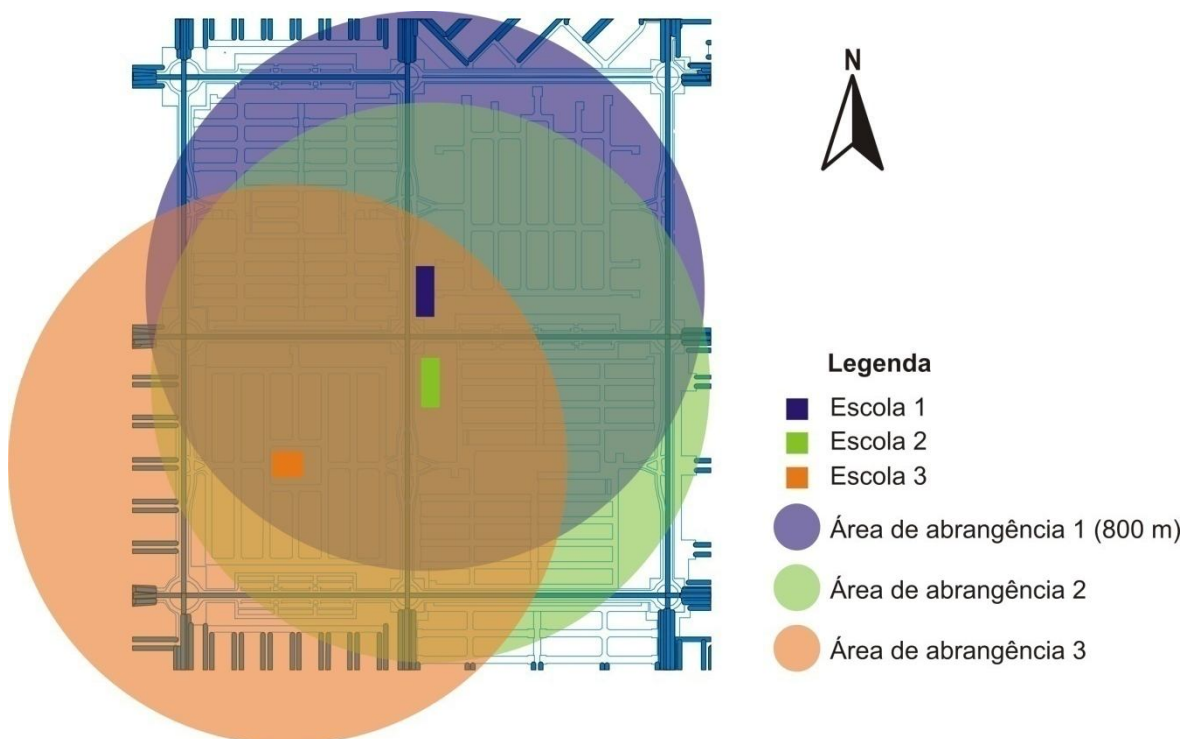 N
Legenda
Escola 1
Escola 2
Escola 3
Área de abrangência 1 (800 m)
Área de abrangência 2
Área de abrangência 3